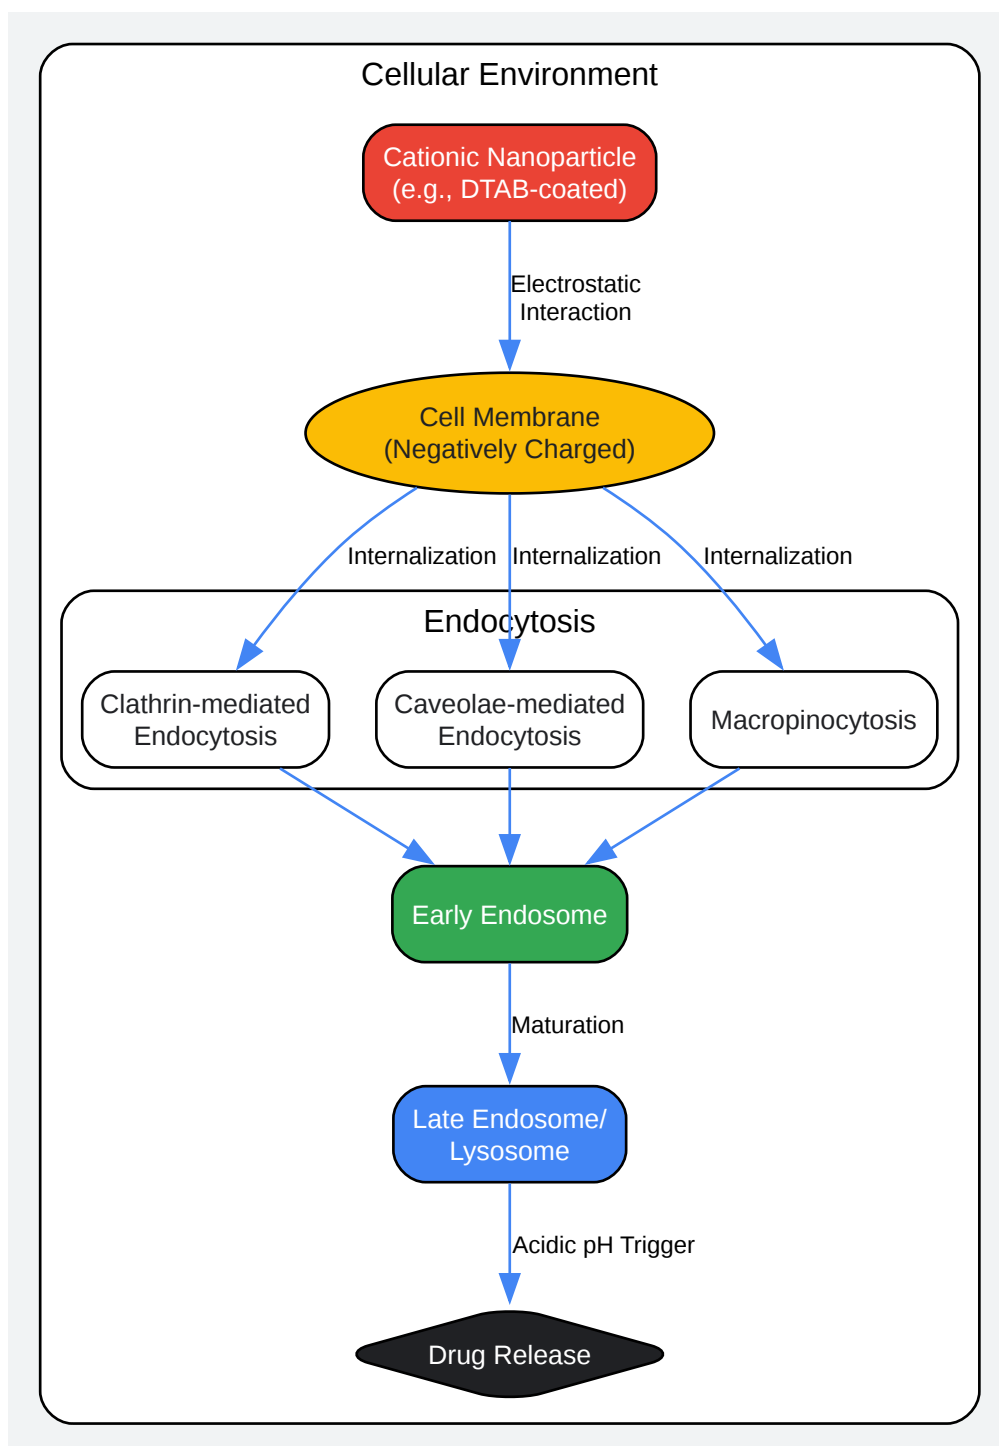 Cellular Environment
Cationic Nanoparticle
(e.g., DTAB-coated)
Electrostatic
Interaction
Cell Membrane
(Negatively Charged)
Internalization
Internalization
Internalization
Endocytosis
Clathrin-mediated
Endocytosis
Caveolae-mediated
Endocytosis
Macropinocytosis
Early Endosome
Maturation
Late Endosome/
Lysosome
Acidic pH Trigger
Drug Release